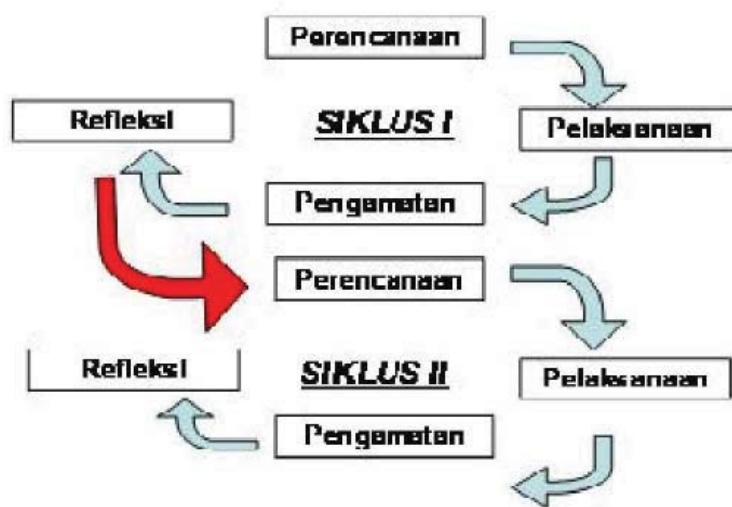 Perencanaan
Refleksi
SIKLUS I
Pelaksanaan
Pengamatan
Perencanaan
Refleksi
SIKLUS II
Pelaksanaan
Pengamatan